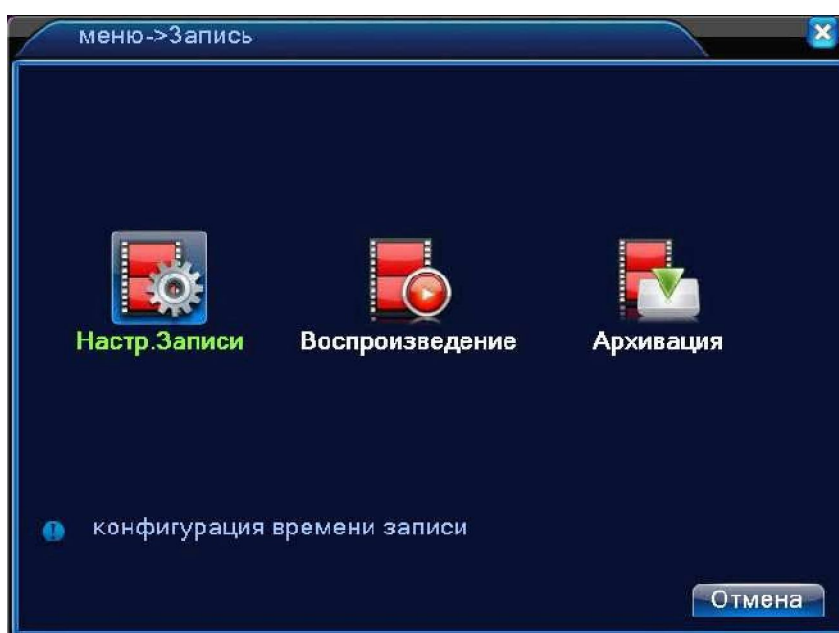 меню->Запись
Настр.Записи Воспроизведение Архивация
конфигурация времени записи
Отмена